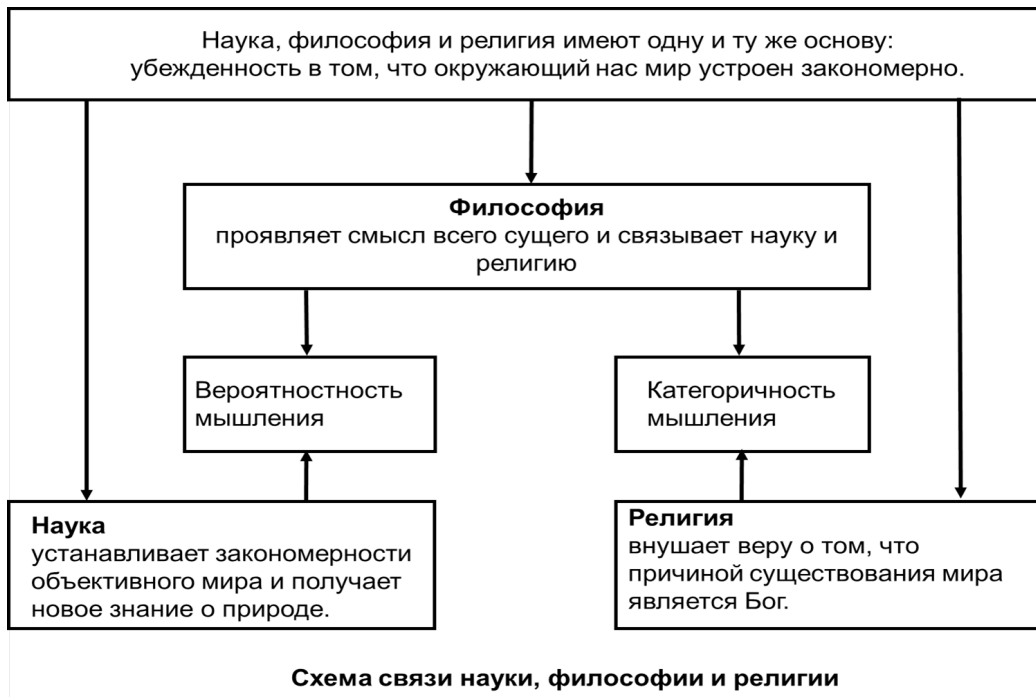 Наука, философия и религия имеют одну и ту же основу:
убежденность в том, что окружающий нас мир устроен закономерно.
Философия
проявляет смысл всего сущего и связывает науку и
религию
Вероятностность
мышления
Категоричность
мышления
Наука
устанавливает закономерности
объективного мира и получает
новое знание о природе.
Религия
внушает веру о том, что
причиной существования мира
является Бог.
Схема связи науки, философии и религии